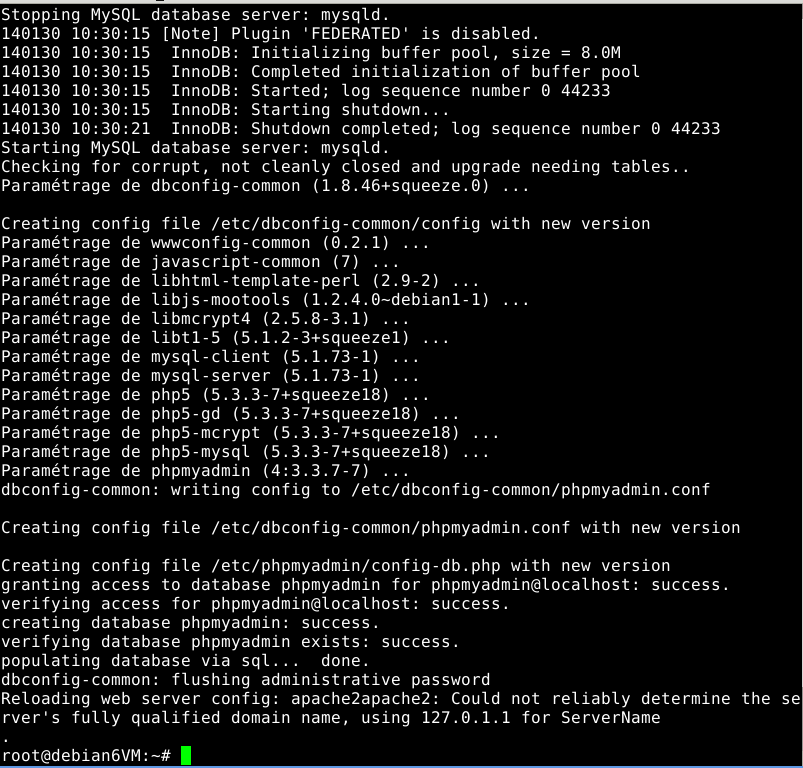 Stopping MySQL database server: mysqld.
140130 10:30:15 [Note] Plugin 'FEDERATED' is disabled.
140130 10:30:15  InnoDB: Initializing buffer pool, size = 8.0M
140130 10:30:15  InnoDB: Completed initialization of buffer pool
140130 10:30:15  InnoDB: Started; log sequence number 0 44233
140130 10:30:15  InnoDB: Starting shutdown...
140130 10:30:21  InnoDB: Shutdown completed; log sequence number 0 44233
Starting MySQL database server: mysqld.
Checking for corrupt, not cleanly closed and upgrade needing tables..
Paramétrage de dbconfig-common (1.8.46+squeeze.0) ...

Creating config file /etc/dbconfig-common/config with new version
Paramétrage de wwwconfig-common (0.2.1) ...
Paramétrage de javascript-common (7) ...
Paramétrage de libhtml-template-perl (2.9-2) ...
Paramétrage de libjs-mootools (1.2.4.0~debian1-1) ...
Paramétrage de libmcrypt4 (2.5.8-3.1) ...
Paramétrage de libt1-5 (5.1.2-3+squeeze1) ...
Paramétrage de mysql-client (5.1.73-1) ...
Paramétrage de mysql-server (5.1.73-1) ...
Paramétrage de php5 (5.3.3-7+squeeze18) ...
Paramétrage de php5-gd (5.3.3-7+squeeze18) ...
Paramétrage de php5-mcrypt (5.3.3-7+squeeze18) ...
Paramétrage de php5-mysql (5.3.3-7+squeeze18) ...
Paramétrage de phpmyadmin (4:3.3.7-7) ...
dbconfig-common: writing config to /etc/dbconfig-common/phpmyadmin.conf

Creating config file /etc/dbconfig-common/phpmyadmin.conf with new version

Creating config file /etc/phpmyadmin/config-db.php with new version
granting access to database phpmyadmin for phpmyadmin@localhost: success.
verifying access for phpmyadmin@localhost: success.
creating database phpmyadmin: success.
verifying database phpmyadmin exists: success.
populating database via sql...  done.
dbconfig-common: flushing administrative password
Reloading web server config: apache2apache2: Could not reliably determine the se
rver's fully qualified domain name, using 127.0.1.1 for ServerName
.
root@debian6VM:~#